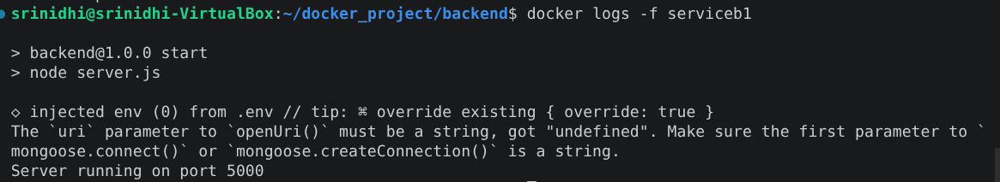 srinidhi@srinidhi-VirtualBox:~/docker_project/backend$ docker logs -f serviceb1
> backend@1.0.0 start
> node server.js
◇ injected env (0) from .env // tip: ⌘ override existing { override: true }
The `uri` parameter to `openUri()` must be a string, got "undefined". Make sure the first parameter to `
mongoose.connect()` or `mongoose.createConnection()` is a string.
Server running on port 5000